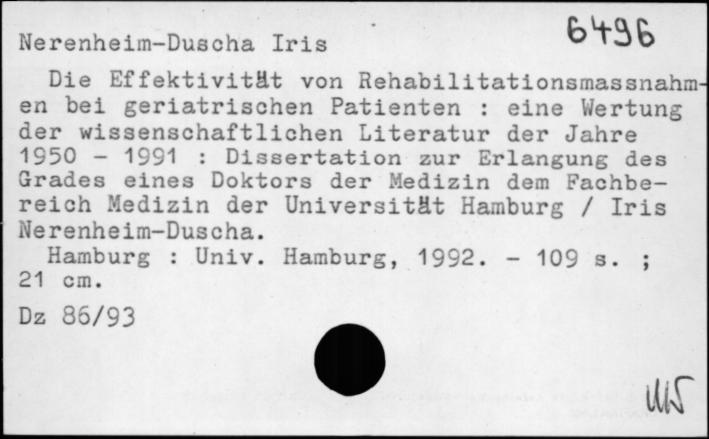 6496
Nerenheim-Duscha Iris
Die Effektivität von Rehabilitationsmassnahm-
en bei geriatrischen Patienten : eine Wertung
der wissenschaftlichen Literatur der Jahre
1950 - 1991 : Dissertation zur Erlangung des
Grades eines Doktors der Medizin dem Fachbe-
reich Medizin der Universität Hamburg / Iris
Nerenheim-Duscha.
Hamburg : Univ. Hamburg, 1992. - 109 s. ;
21 cm.
Dz 86/93